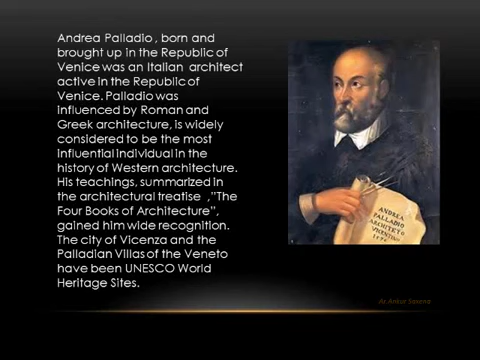 Andrea Palladio , born and
brought up in the Republic of
Venice was an Italian architect
active in the Republic of
Venice. Palladio was
influenced by Roman and
Greek architecture, is widely
considered to be the most
influential individual in the
history of Western architecture.
His teachings, summarized in
the architectural treatise ,"The
Four Books of Architecture",
gained him wide recognition.
The city of Vicenza and the
Palladian Villas of the Veneto
have been UNESCO World
Heritage Sites.
ANDREA
PALLADIO
ARCHITETO
VICENTINO
Ar.Ankur Saxena